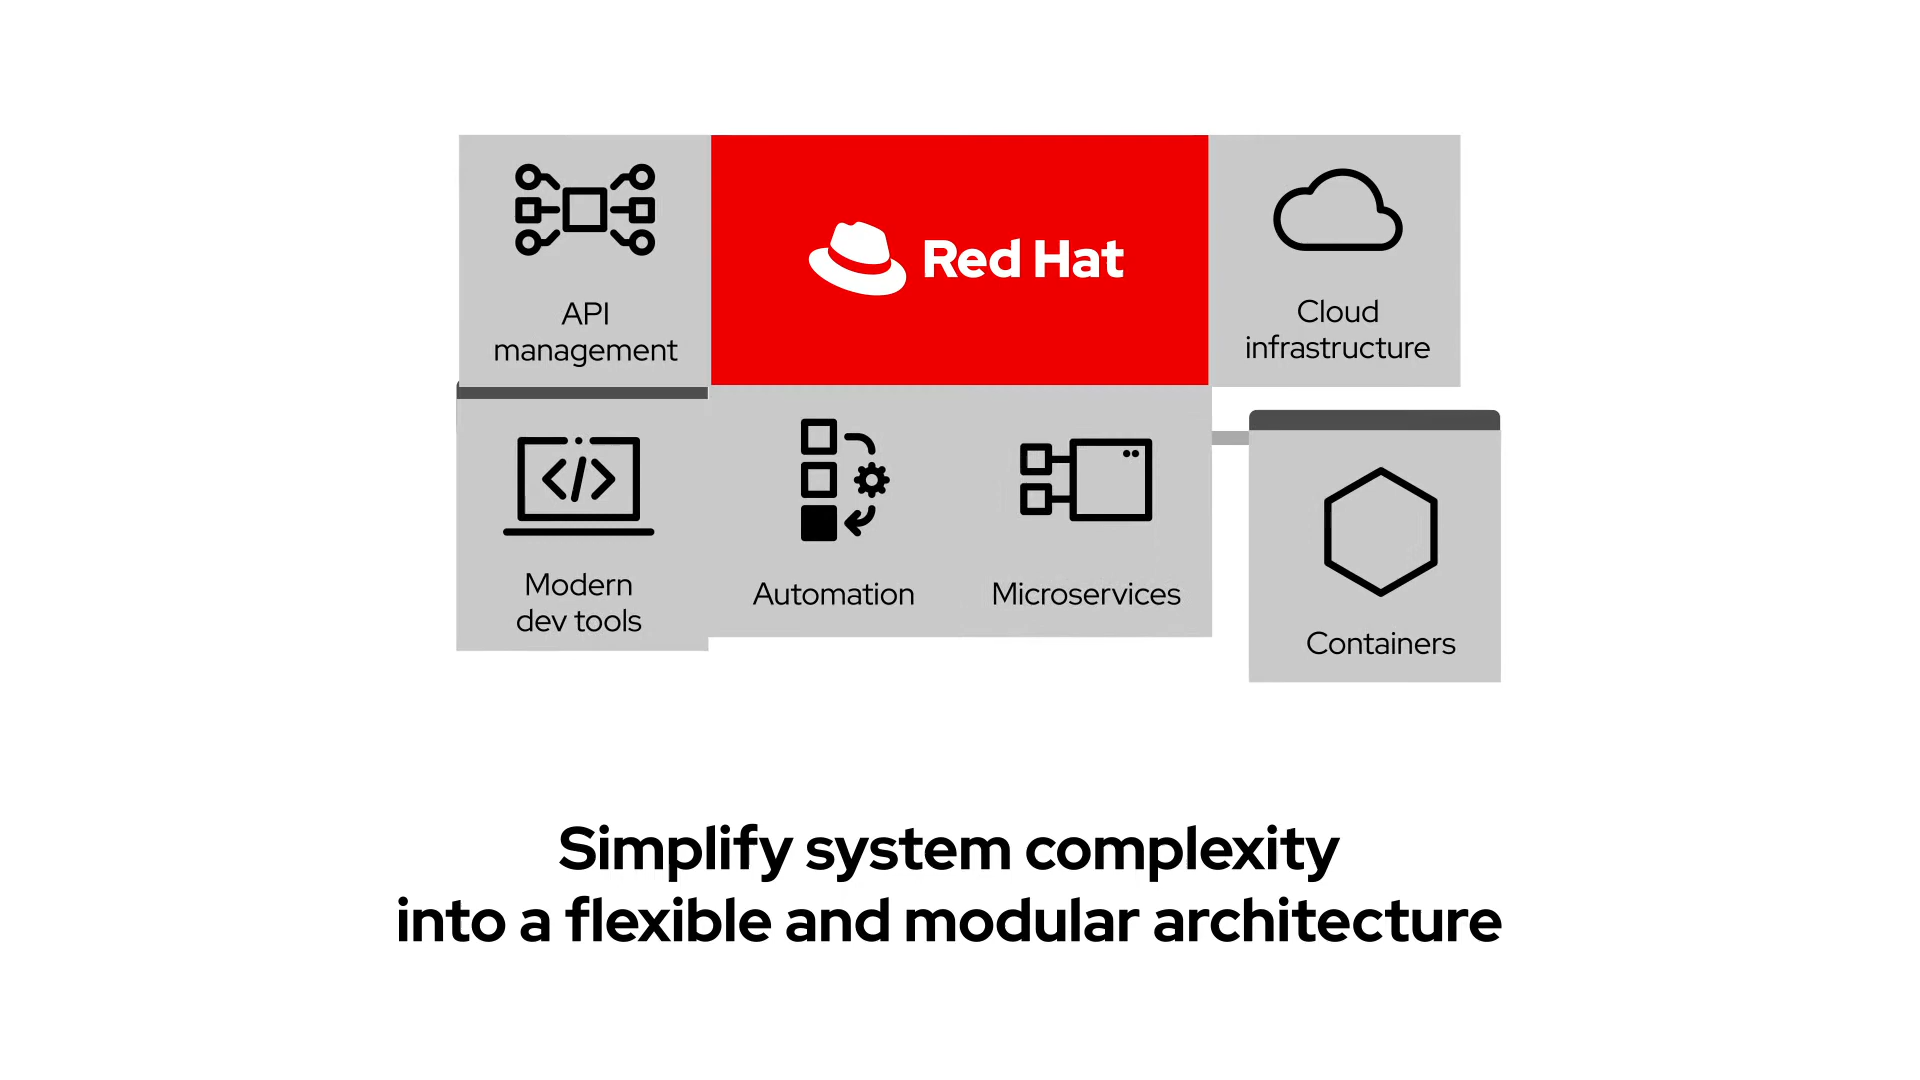 API
management
Red Hat
Cloud
infrastructure
Modern
dev tools
Automation
Microservices
Containers
Simplify system complexity
into a flexible and modular architecture